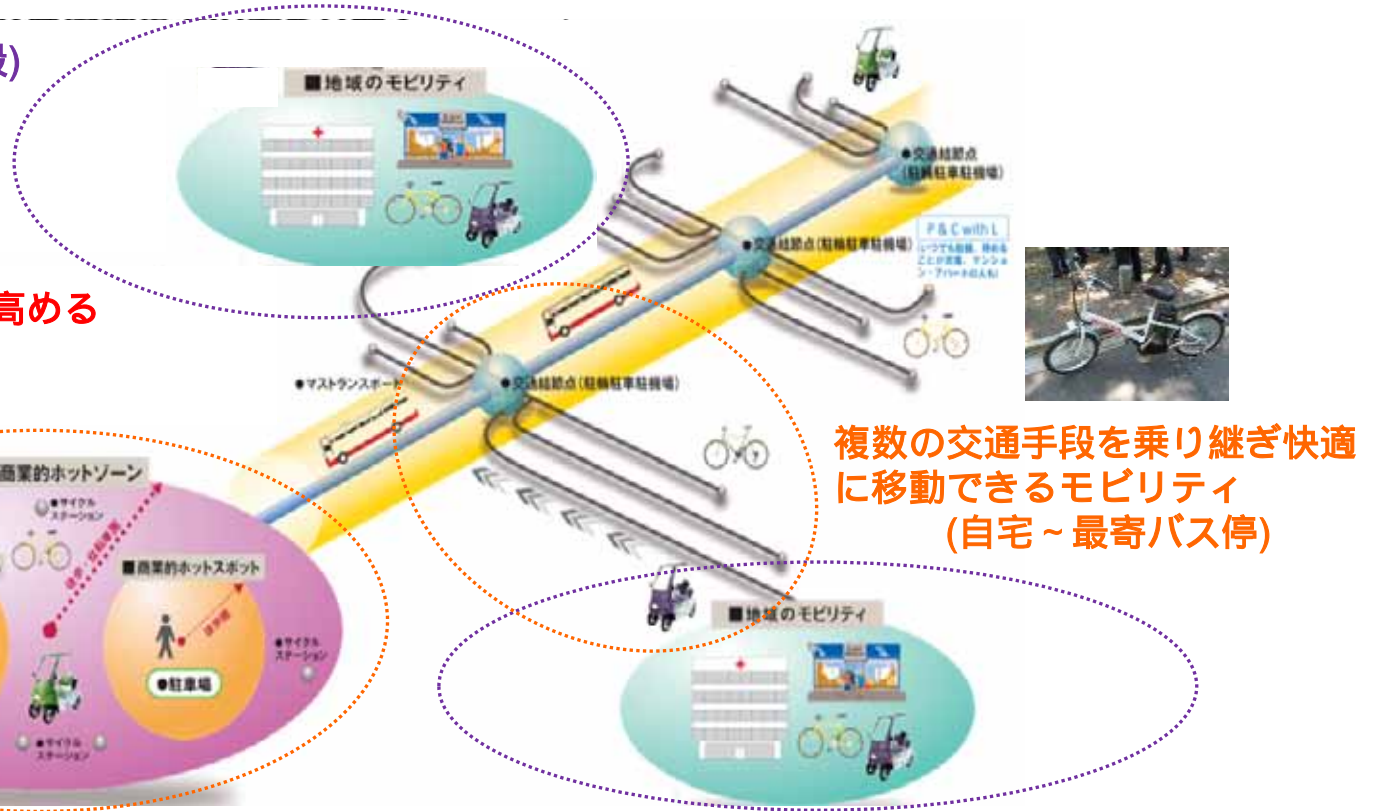 段)
■地域のモビリティ
●交通結節点
(駐輪駐車駐機場)
P & C with L
●交通結節点(駐輪駐車駐機場)
高める
●マストランスポート
●交通結節点(駐輪駐車駐機場)
複数の交通手段を乗り継ぎ快適
に移動できるモビリティ
(自宅~最寄バス停)
商業的ホットゾーン
●サイクル
ステーション
■商業的ホットスポット
徒歩圏
●駐車場
●サイクル
ステーション
●サイクル
ステーション
■地域のモビリティ